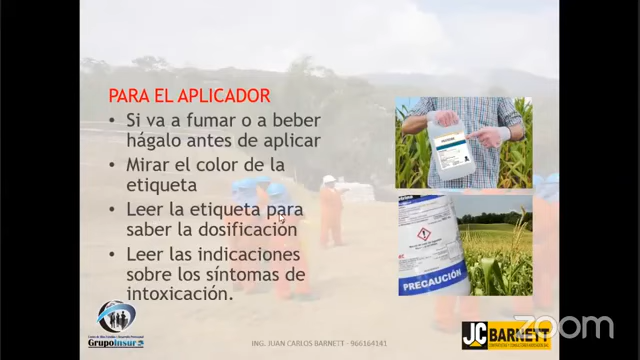 PARA EL APLICADOR
• Si va a fumar o a beber
hágalo antes de aplicar
• Mirar el color de la
etiqueta
• Leer la etiqueta para
saber la dosificación
• Leer las indicaciones
sobre los síntomas de
intoxicación.
PRECAUCIÓN
GrupoInsur
ING. JUAN CARLOS BARNETT - 966164141
JC BARNETT
zoom